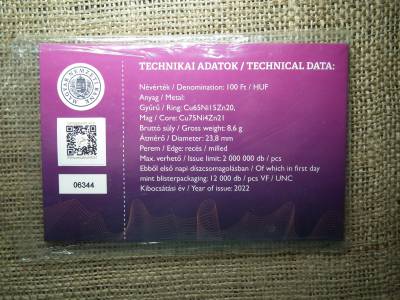 MAGYAR NEMZETI BANK
TECHNIKAI ADATOK / TECHNICAL DATA:
Névérték / Denomination: 100 Ft / HUF
Anyag / Metal:
Gyűrű / Ring: Cu65Ni15Zn20,
Mag / Core: Cu75Ni4Zn21
Bruttó súly / Gross weight: 8,6 g
Átmérő / Diameter: 23,8 mm
Perem / Edge: recés / milled
Max. verhető / Issue limit: 2 000 000 db / pcs
Ebből első napi díszcsomagolásban / Of which in first day
mint blisterpackaging: 12 000 db / pcs VF / UNC
Kibocsátási év / Year of issue: 2022
06344